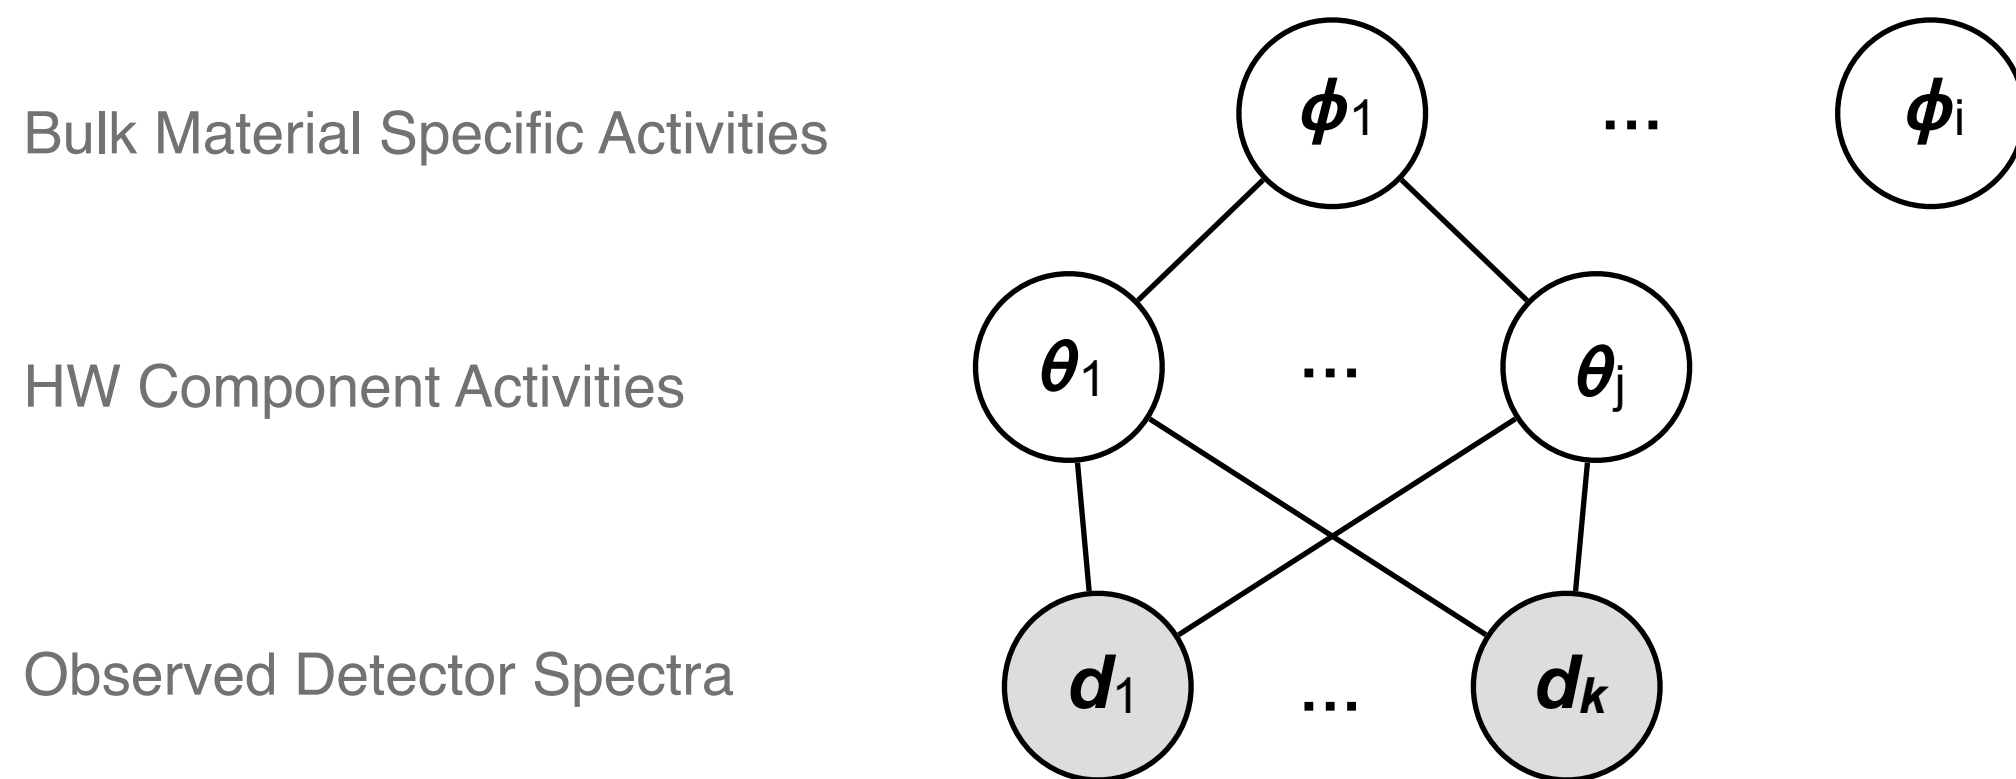 Bulk Material Specific Activities
ϕ1 ... ϕi
HW Component Activities
θ1 ... θj
Observed Detector Spectra
d1 ... dk